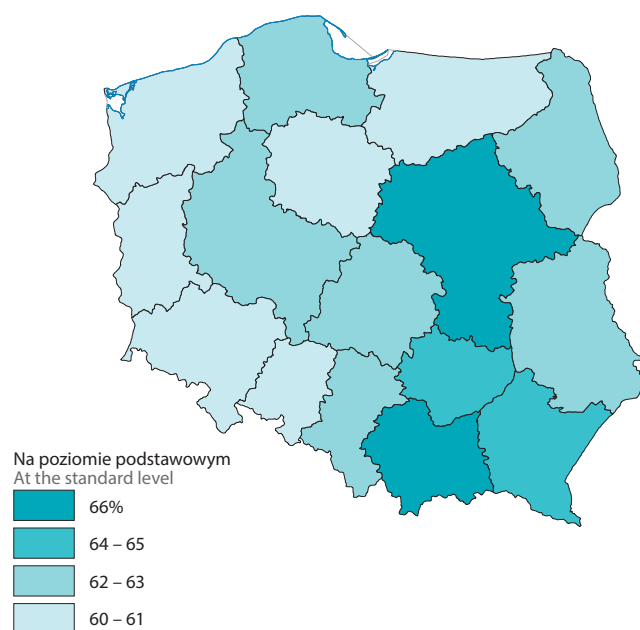 Na poziomie podstawowym
At the standard level
66%
64 – 65
62 – 63
60 – 61